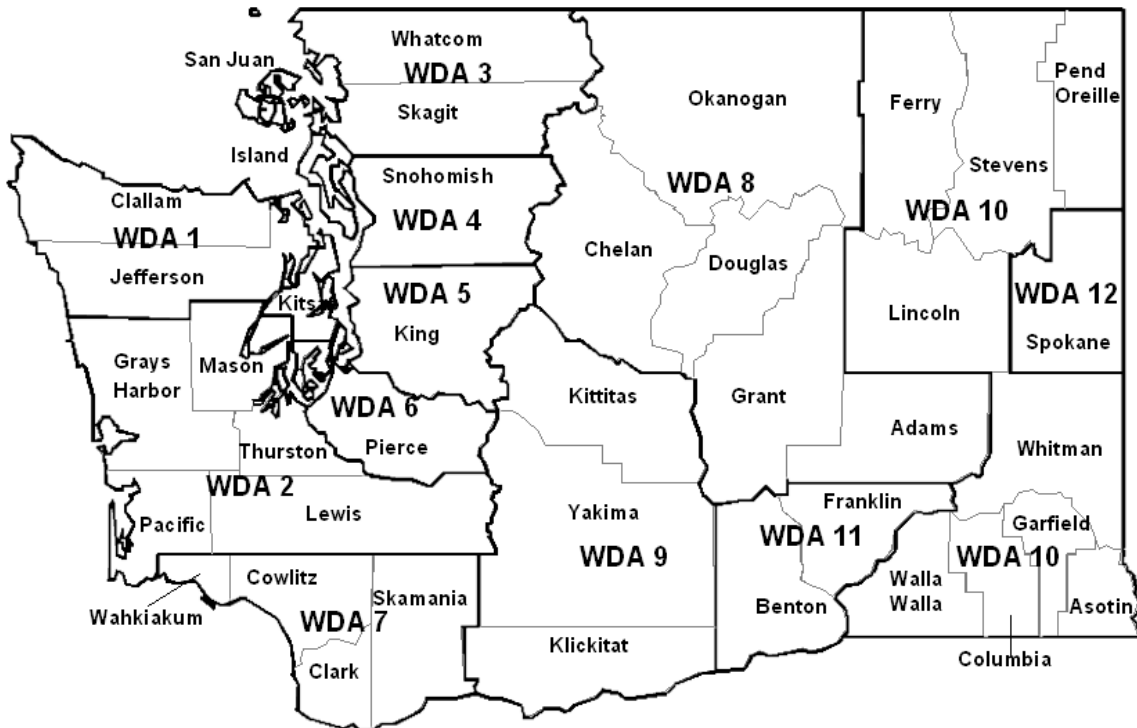 Whatcom
San Juan
WDA 3
Pend
Oreille
Okanogan
Ferry
Skagit
Island
Stevens
Snohomish
WDA 8
Clallam
WDA 10
WDA 4
WDA 1
Chelan
Douglas
Jefferson
WDA 5
WDA 12
Kits
King
Lincoln
Spokane
Grays
Harbor
Mason
Kittitas
Grant
WDA 6
Adams
Thurston
Pierce
Whitman
WDA 2
Franklin
Pacific
Lewis
Yakima
Garfield
WDA 11
WDA 9
WDA 10
Cowlitz
Walla
Walla
Skamania
Wahkiakum
Benton
Asotin
WDA 7
Klickitat
Clark
Columbia